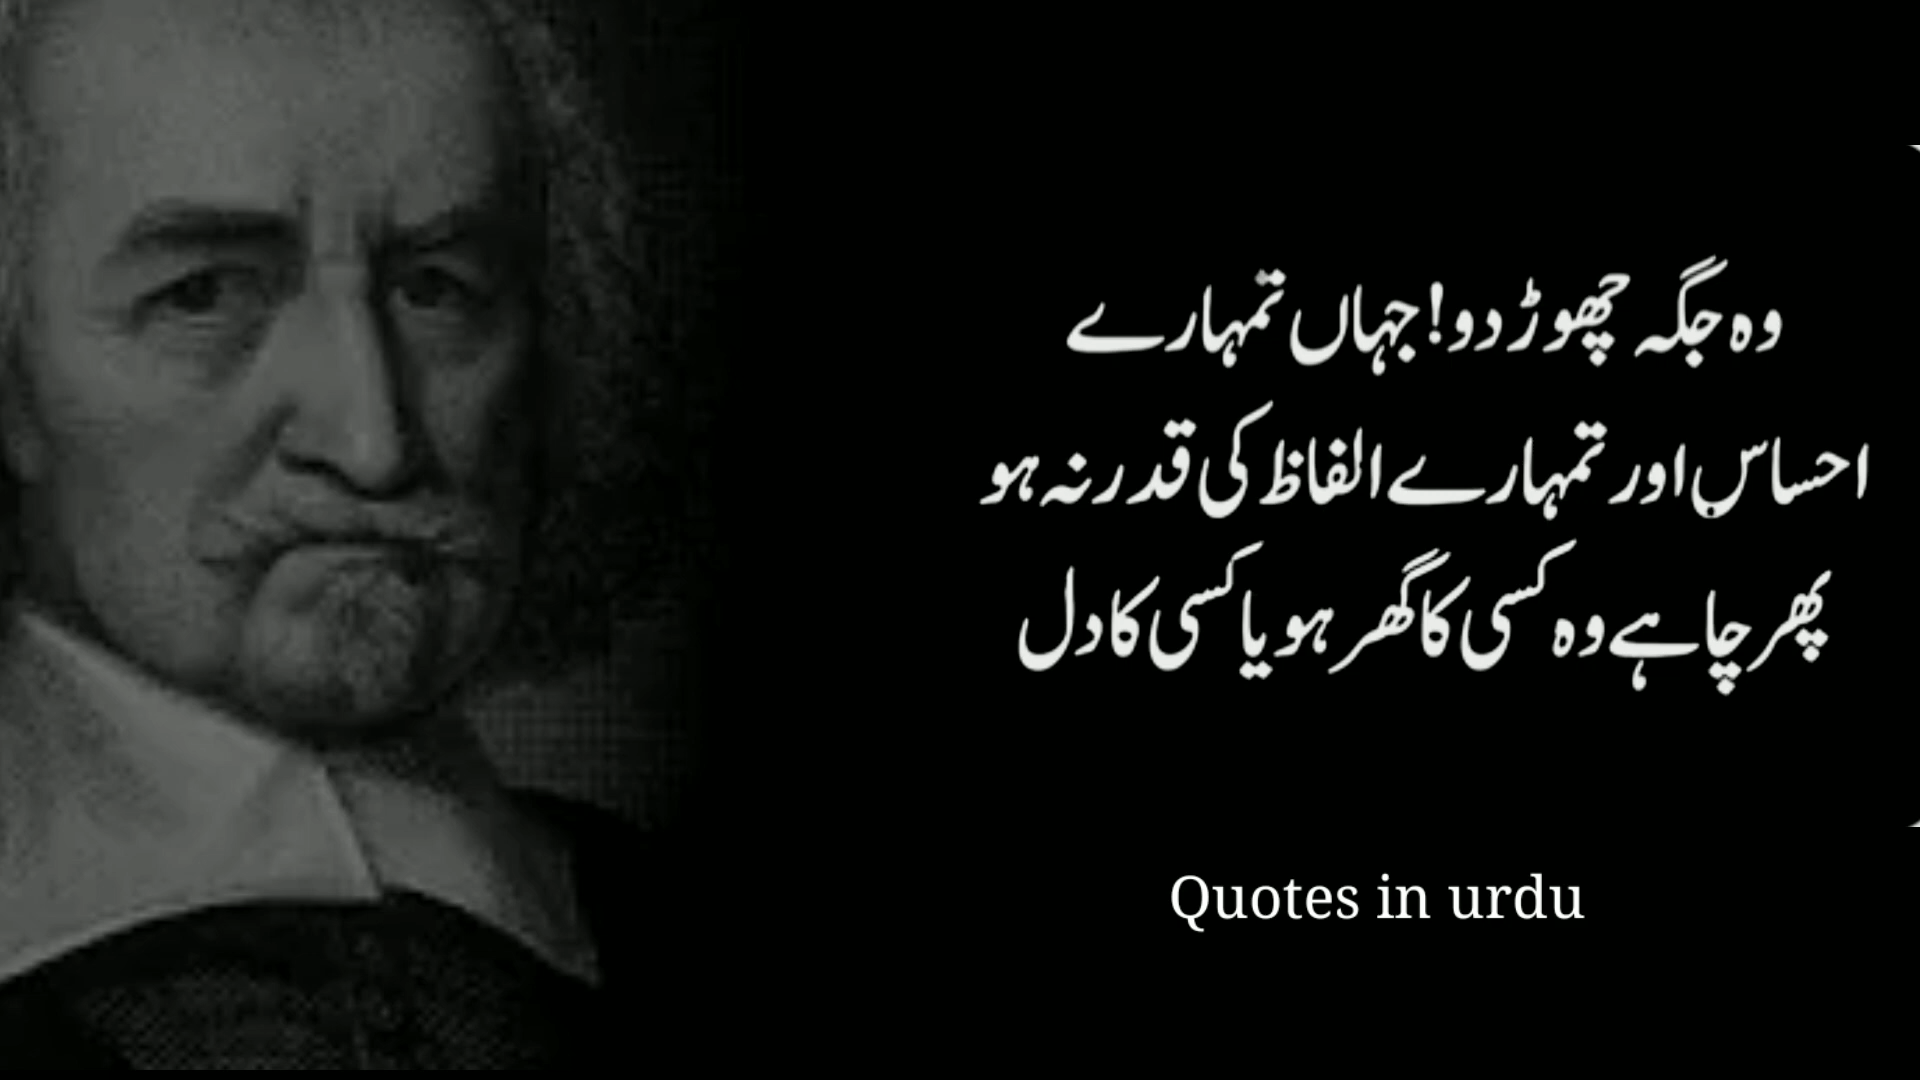 وہ جگہ چھوڑ دو! جہاں تمہارے
احساس اور تمہارے الفاظ کی قدر نہ ہو
پھر چاہے وہ کسی کا گھر ہو یا کسی کا دل
Quotes in urdu